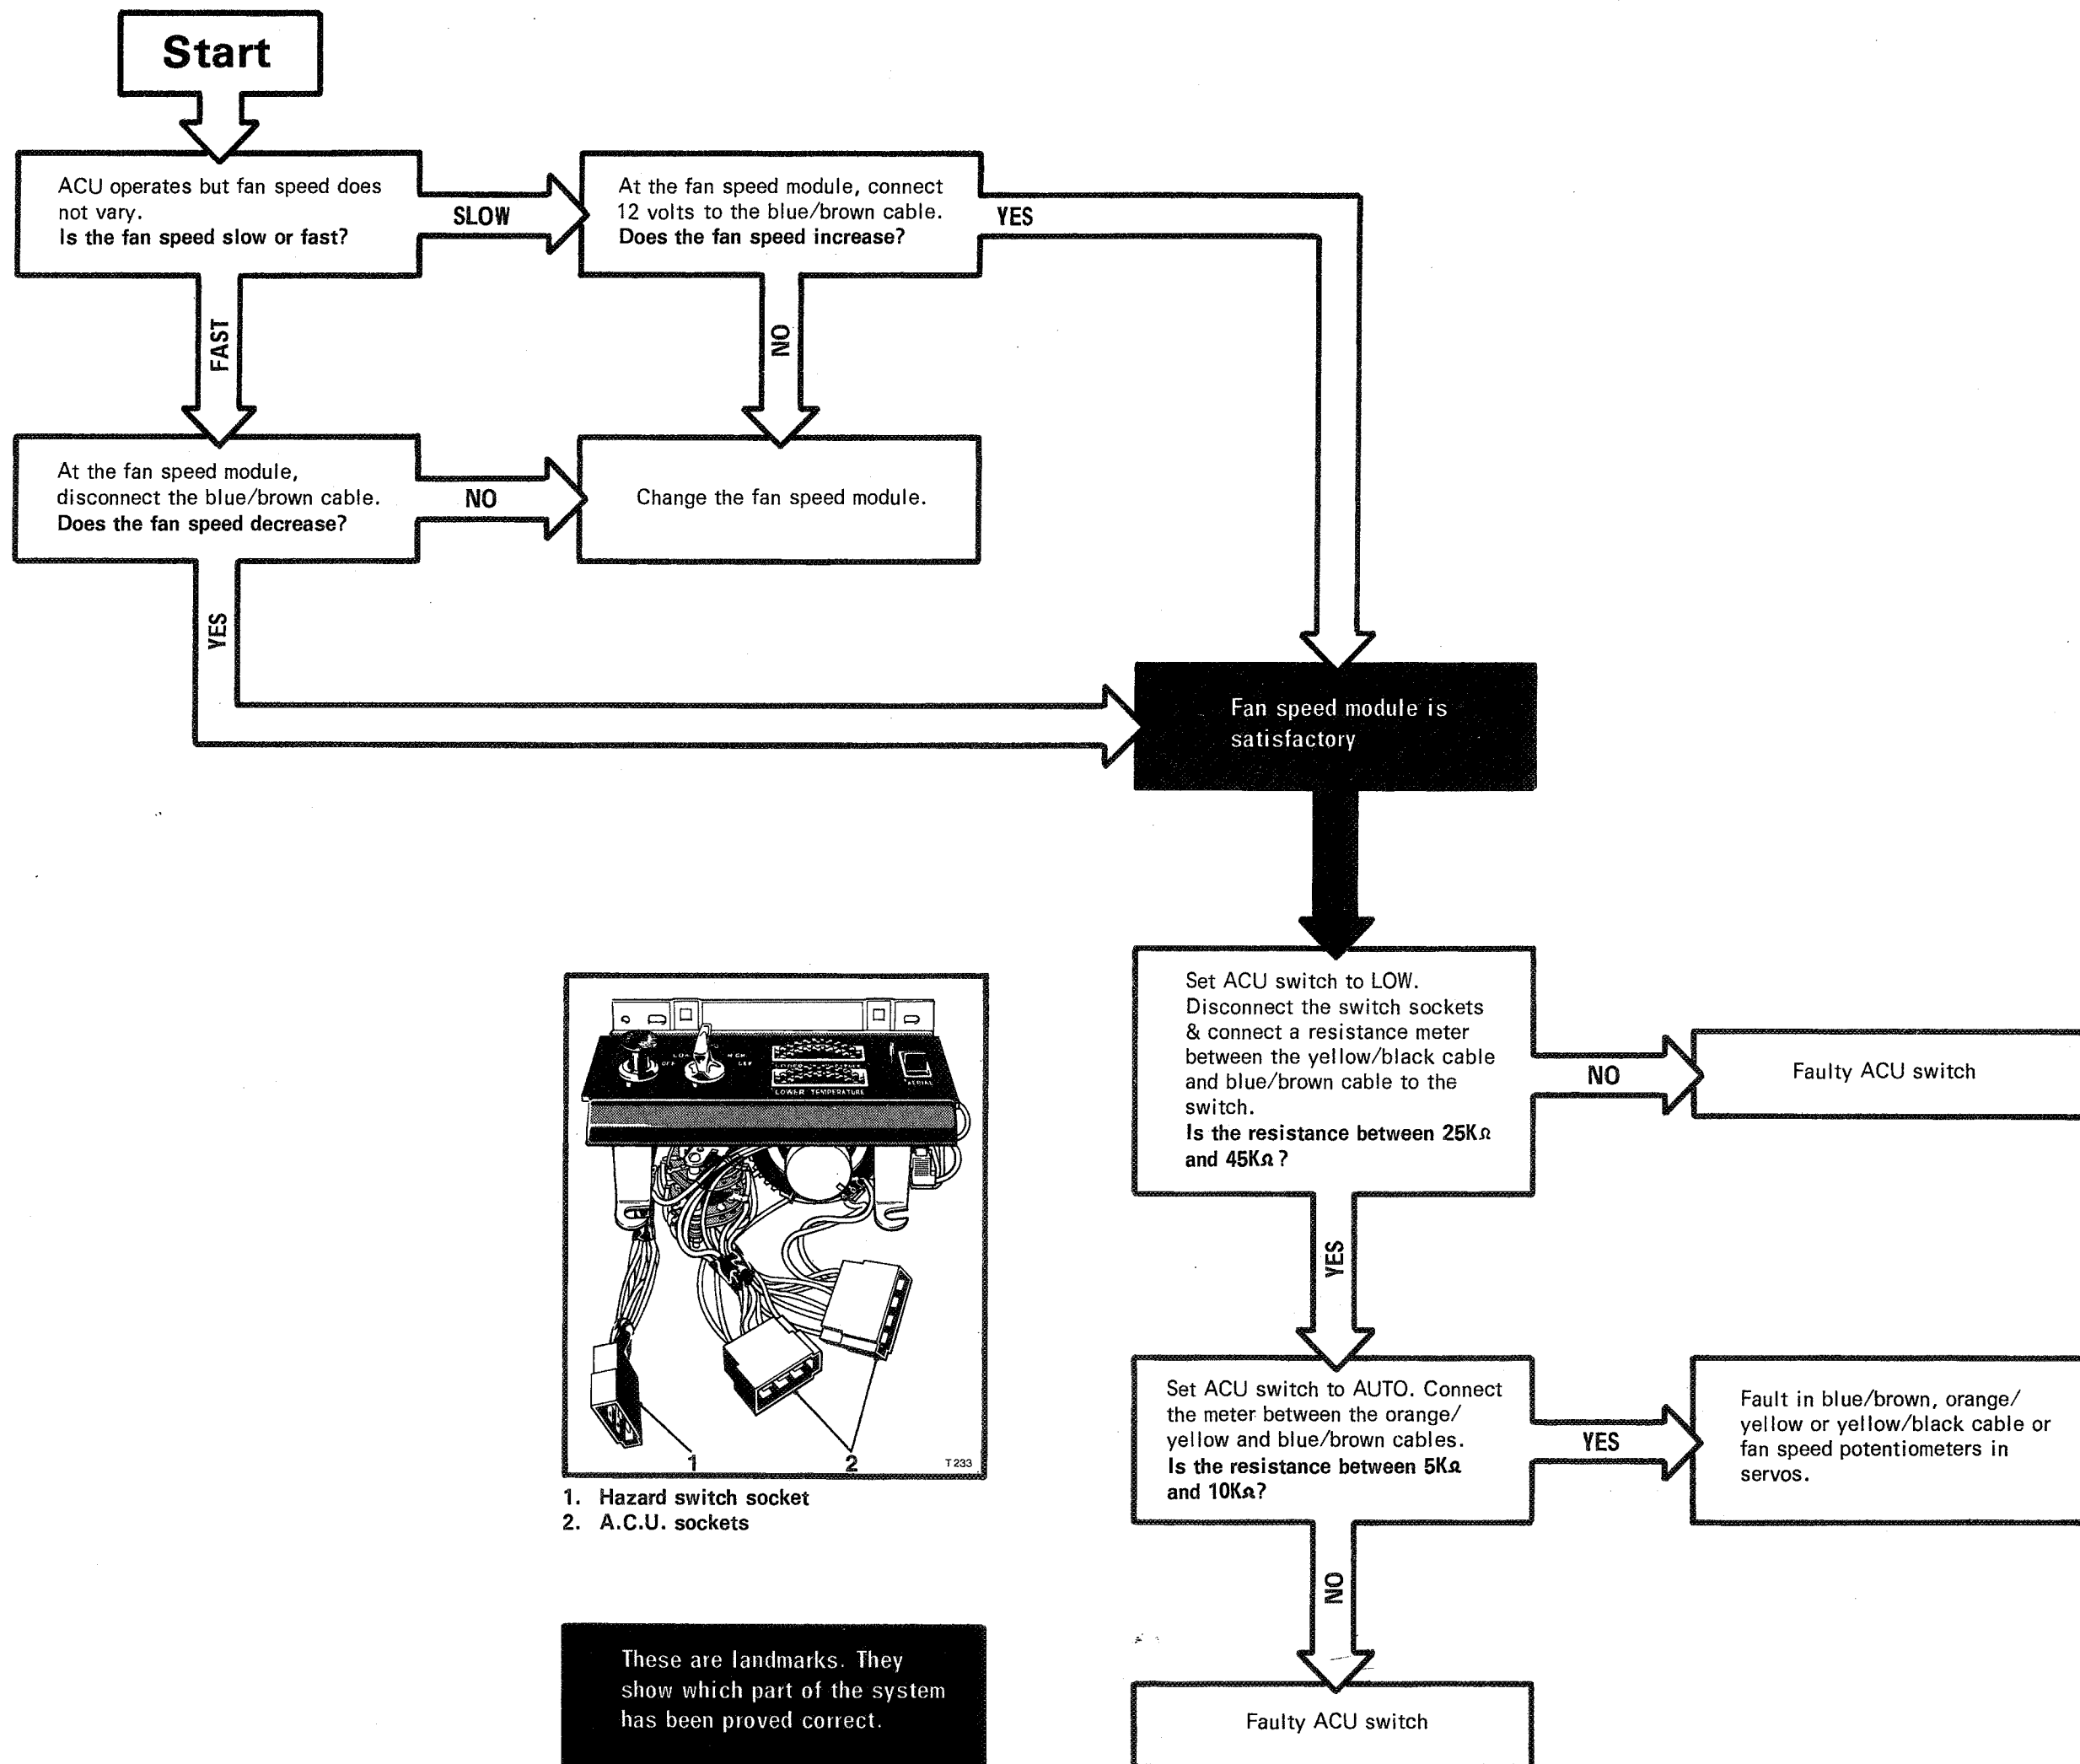 Start
ACU operates but fan speed does
not vary.
Is the fan speed slow or fast?
SLOW
At the fan speed module, connect
12 volts to the blue/brown cable.
Does the fan speed increase?
YES
FAST
NO
At the fan speed module,
disconnect the blue/brown cable.
Does the fan speed decrease?
NO
Change the fan speed module.
YES
Fan speed module is
satisfactory
Set ACU switch to LOW.
Disconnect the switch sockets
& connect a resistance meter
between the yellow/black cable
and blue/brown cable to the
switch.
Is the resistance between 25KΩ
and 45KΩ?
NO
Faulty ACU switch
YES
Set ACU switch to AUTO. Connect
the meter between the orange/
yellow and blue/brown cables.
Is the resistance between 5KΩ
and 10KΩ?
YES
Fault in blue/brown, orange/
yellow or yellow/black cable or
fan speed potentiometers in
servos.
NO
Faulty ACU switch
OFF
LOWER TEMPERATURE
AERIAL
1
2
T 233
1. Hazard switch socket
2. A.C.U. sockets
These are landmarks. They
show which part of the system
has been proved correct.